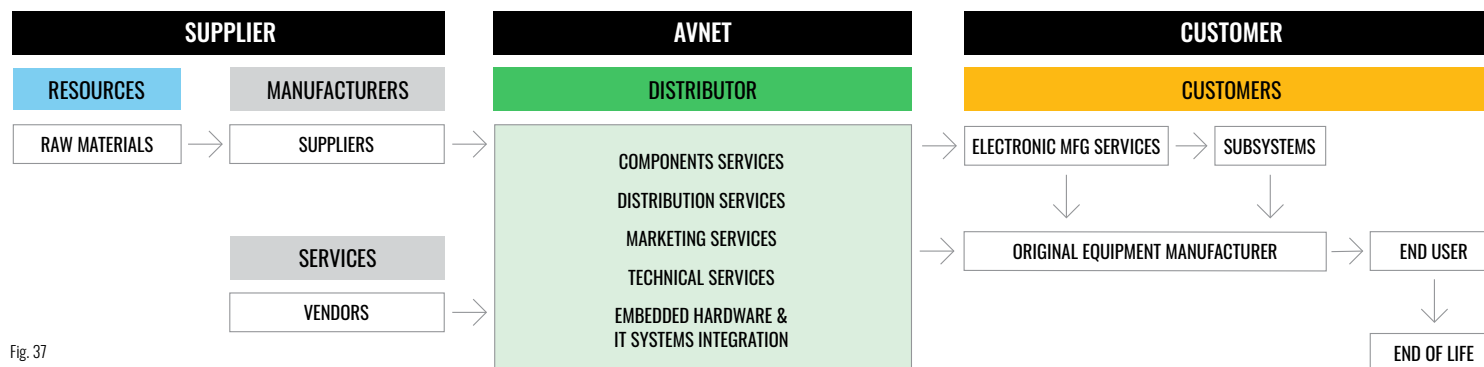 SUPPLIER
AVNET
CUSTOMER
RESOURCES
MANUFACTURERS
DISTRIBUTOR
CUSTOMERS
RAW MATERIALS
SUPPLIERS
COMPONENTS SERVICES
DISTRIBUTION SERVICES
MARKETING SERVICES
TECHNICAL SERVICES
EMBEDDED HARDWARE &
IT SYSTEMS INTEGRATION
ELECTRONIC MFG SERVICES
SUBSYSTEMS
SERVICES
VENDORS
ORIGINAL EQUIPMENT MANUFACTURER
END USER
END OF LIFE
Fig. 37